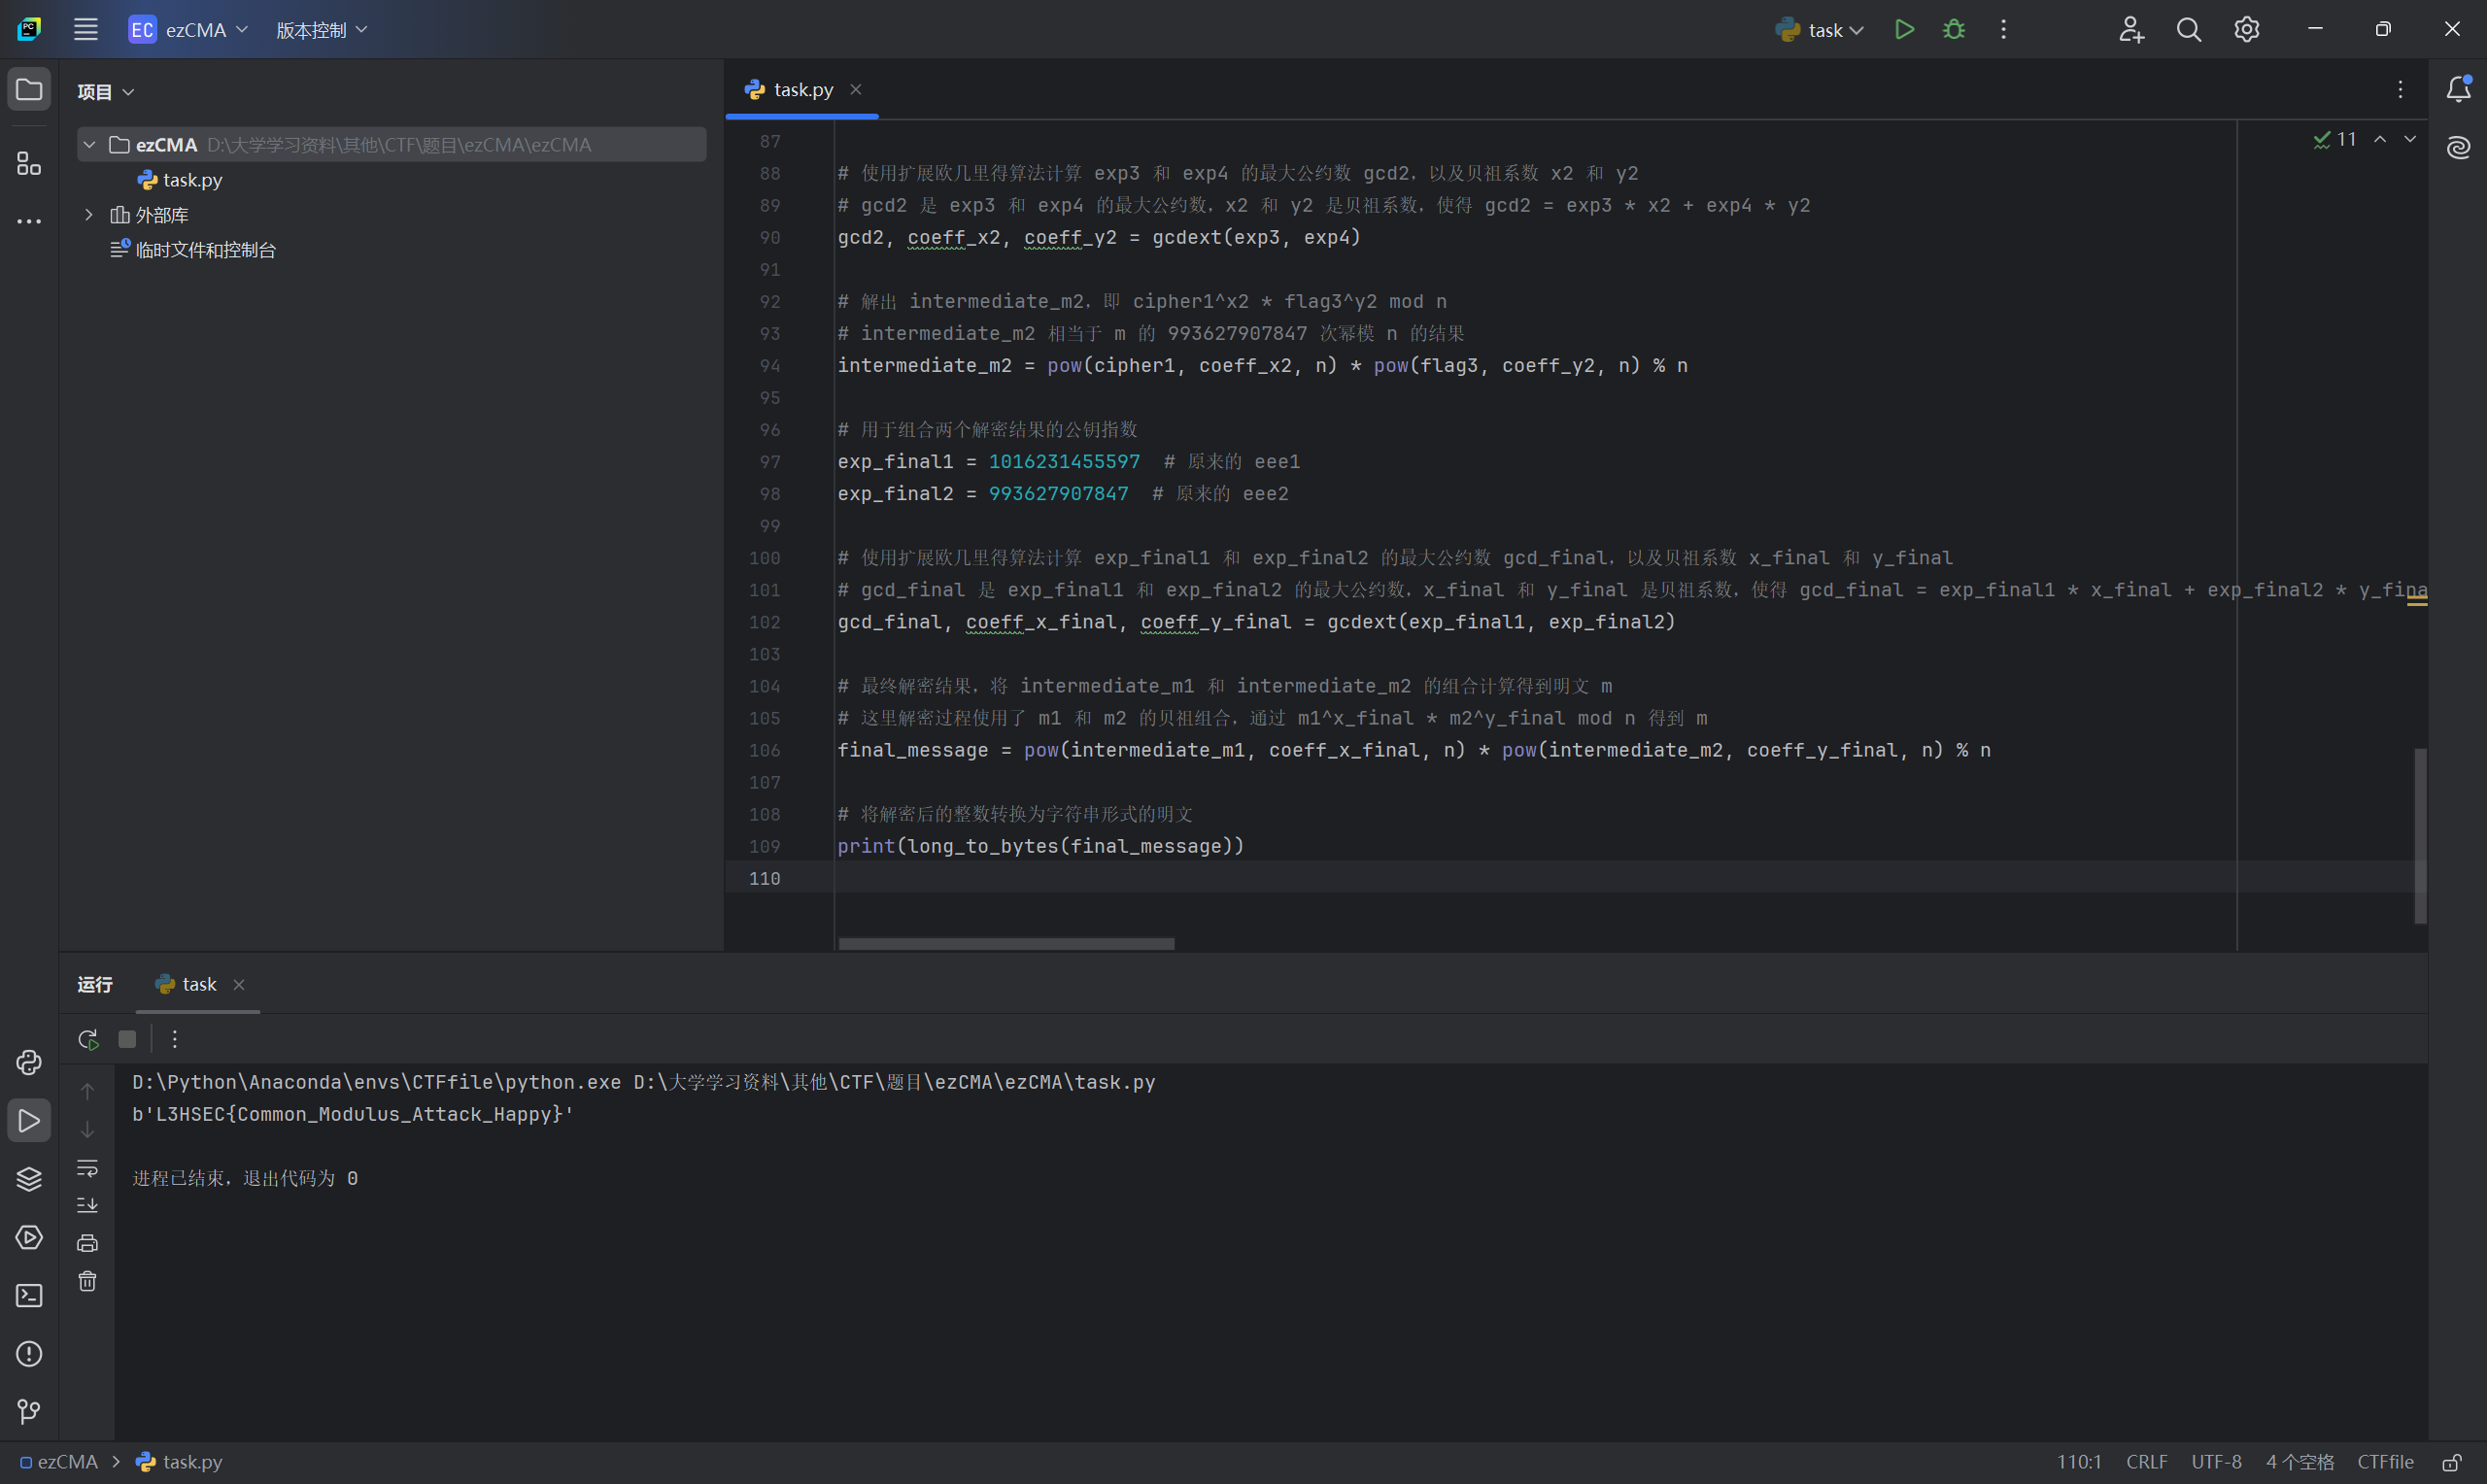 EC ezCMA 版本控制 task
项目
ezCMA D:\大学学习资料\其他\CTF\题目\ezCMA\ezCMA
task.py
外部库
临时文件和控制台
task.py
11
87
88 # 使用扩展欧几里得算法计算 exp3 和 exp4 的最大公约数 gcd2，以及贝祖系数 x2 和 y2
89 # gcd2 是 exp3 和 exp4 的最大公约数，x2 和 y2 是贝祖系数，使得 gcd2 = exp3 * x2 + exp4 * y2
90 gcd2, coeff_x2, coeff_y2 = gcdext(exp3, exp4)
91
92 # 解出 intermediate_m2，即 cipher1^x2 * flag3^y2 mod n
93 # intermediate_m2 相当于 m 的 993627907847 次幂模 n 的结果
94 intermediate_m2 = pow(cipher1, coeff_x2, n) * pow(flag3, coeff_y2, n) % n
95
96 # 用于组合两个解密结果的公钥指数
97 exp_final1 = 1016231455597 # 原来的 eee1
98 exp_final2 = 993627907847 # 原来的 eee2
99
100 # 使用扩展欧几里得算法计算 exp_final1 和 exp_final2 的最大公约数 gcd_final，以及贝祖系数 x_final 和 y_final
101 # gcd_final 是 exp_final1 和 exp_final2 的最大公约数，x_final 和 y_final 是贝祖系数，使得 gcd_final = exp_final1 * x_final + exp_final2 * y_fina
102 gcd_final, coeff_x_final, coeff_y_final = gcdext(exp_final1, exp_final2)
103
104 # 最终解密结果，将 intermediate_m1 和 intermediate_m2 的组合计算得到明文 m
105 # 这里解密过程使用了 m1 和 m2 的贝祖组合，通过 m1^x_final * m2^y_final mod n 得到 m
106 final_message = pow(intermediate_m1, coeff_x_final, n) * pow(intermediate_m2, coeff_y_final, n) % n
107
108 # 将解密后的整数转换为字符串形式的明文
109 print(long_to_bytes(final_message))
110
运行 task
D:\Python\Anaconda\envs\CTFfile\python.exe D:\大学学习资料\其他\CTF\题目\ezCMA\ezCMA\task.py
b'L3HSEC{Common_Modulus_Attack_Happy}'
进程已结束，退出代码为 0
ezCMA task.py 110:1 CRLF UTF-8 4 个空格 CTFfile